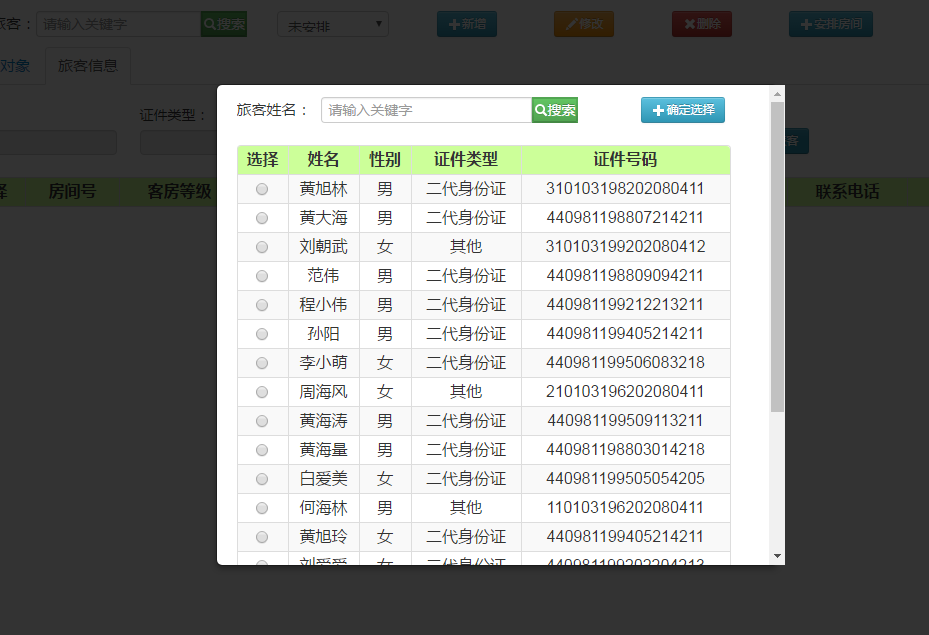 旅客： 请输入关键字 搜索 未安排 新增 修改 删除 安排房间
对象 旅客信息
旅客姓名： 请输入关键字 搜索 确定选择
证件类型：
客
选择 姓名 性别 证件类型 证件号码
择 房间号 客房等级 联系电话
黄旭林 男 二代身份证 310103198202080411
黄大海 男 二代身份证 440981198807214211
刘朝武 女 其他 310103199202080412
范伟 男 二代身份证 440981198809094211
程小伟 男 二代身份证 440981199212213211
孙阳 男 二代身份证 440981199405214211
李小萌 女 二代身份证 440981199506083218
周海风 女 其他 210103196202080411
黄海涛 男 二代身份证 440981199509113211
黄海量 男 二代身份证 440981198803014218
白爱美 女 二代身份证 440981199505054205
何海林 男 其他 110103196202080411
黄旭玲 女 二代身份证 440981199405214211
刘爱爱 女 二代身份证 440981199202204213